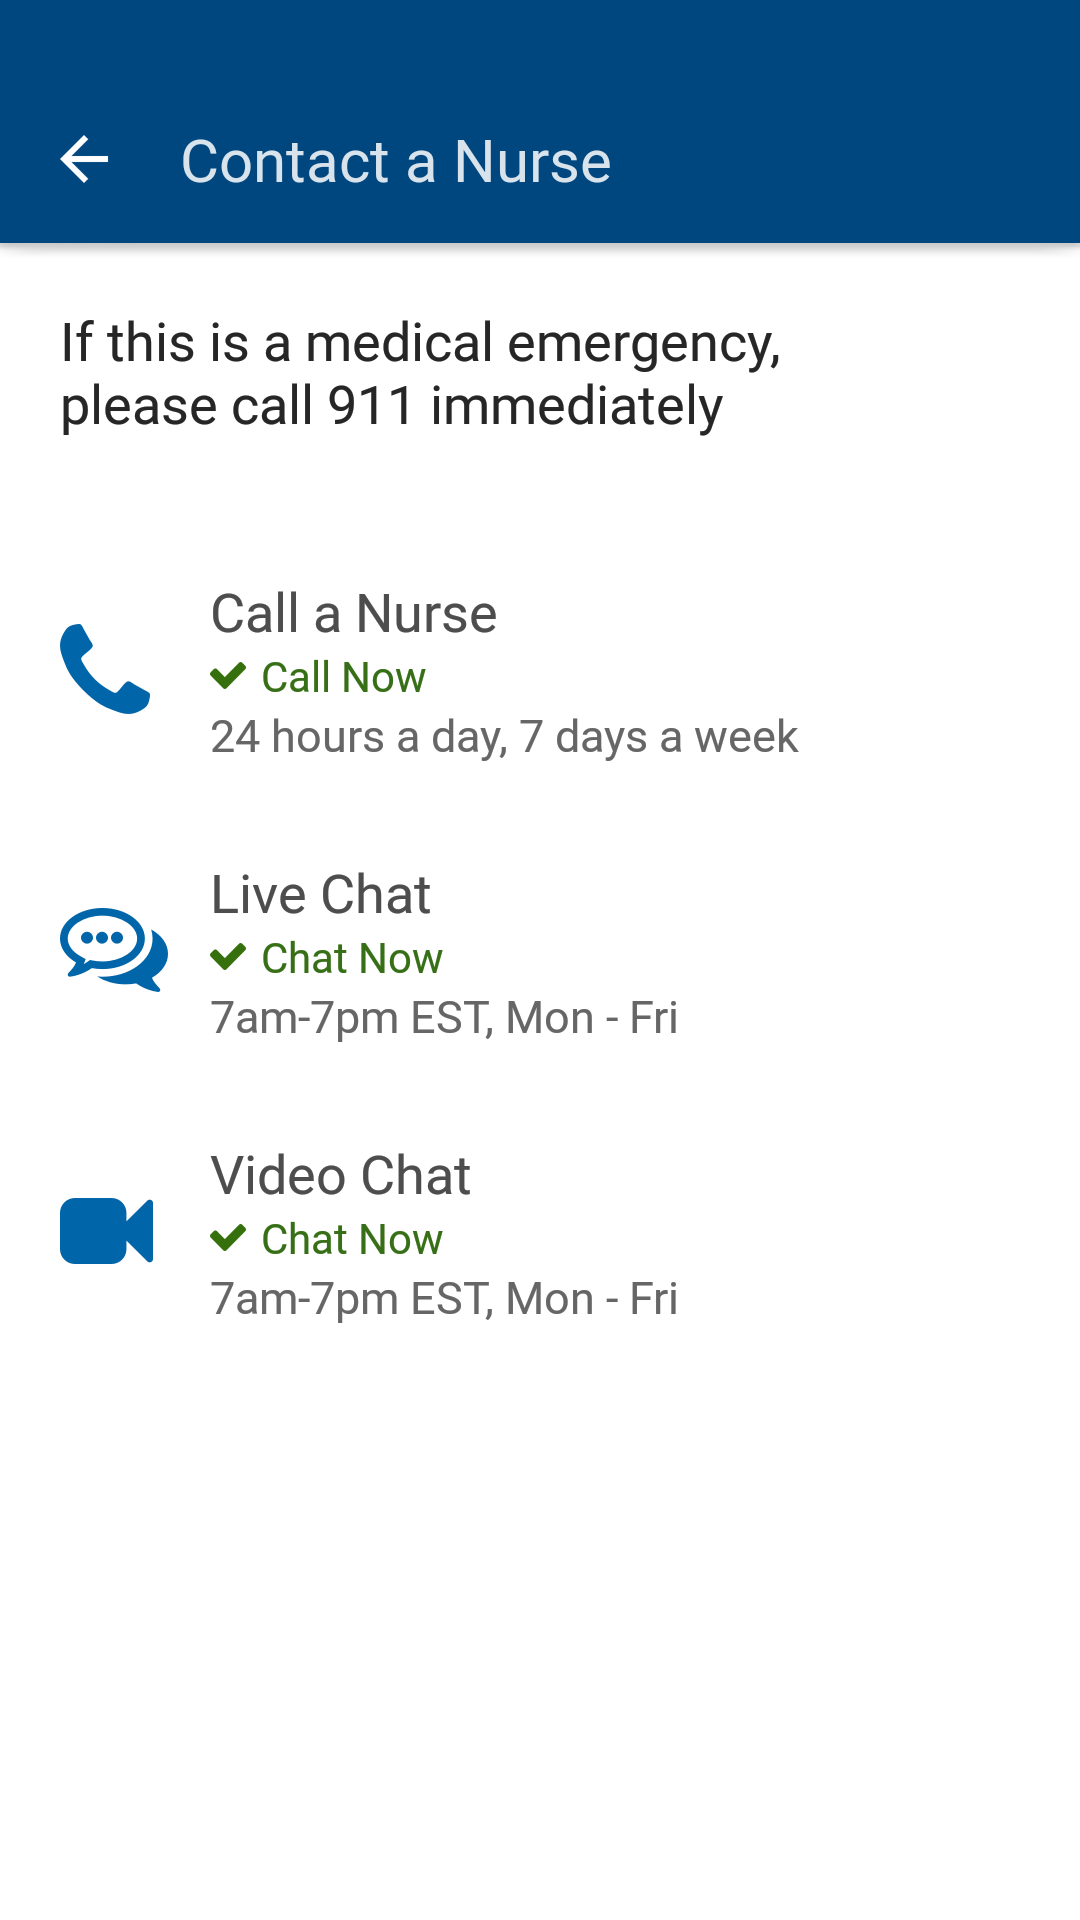 Contact a Nurse
If this is a medical emergency,
please call 911 immediately
Call a Nurse
Call Now
24 hours a day, 7 days a week
Live Chat
Chat Now
7am-7pm EST, Mon - Fri
Video Chat
Chat Now
7am-7pm EST, Mon - Fri